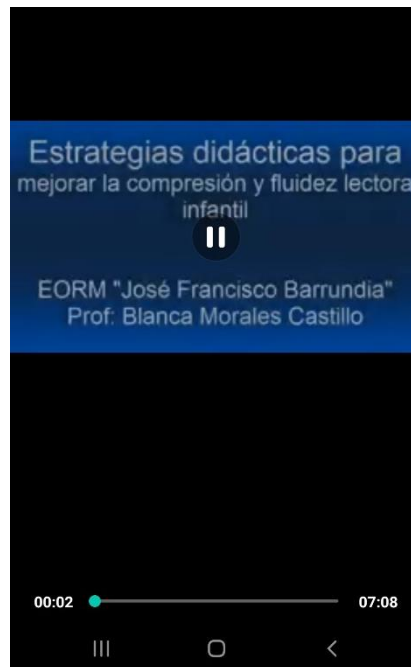 Estrategias didácticas para
mejorar la compresión y fluidez lectora
infantil
EORM "José Francisco Barrundia"
Prof: Blanca Morales Castillo
00:02
07:08